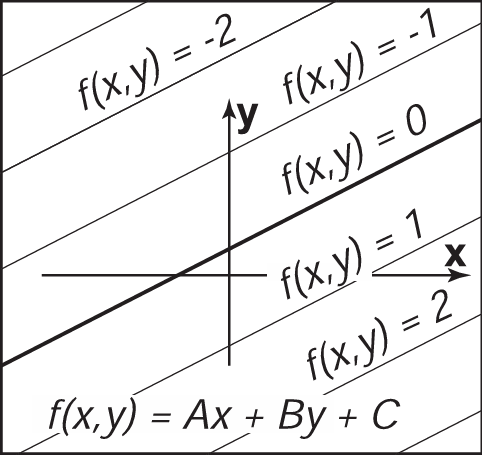 f(x,y) = -2
f(x,y) = -1
y
f(x,y) = 0
f(x,y) = 1
x
f(x,y) = 2
f(x,y) = Ax + By + C